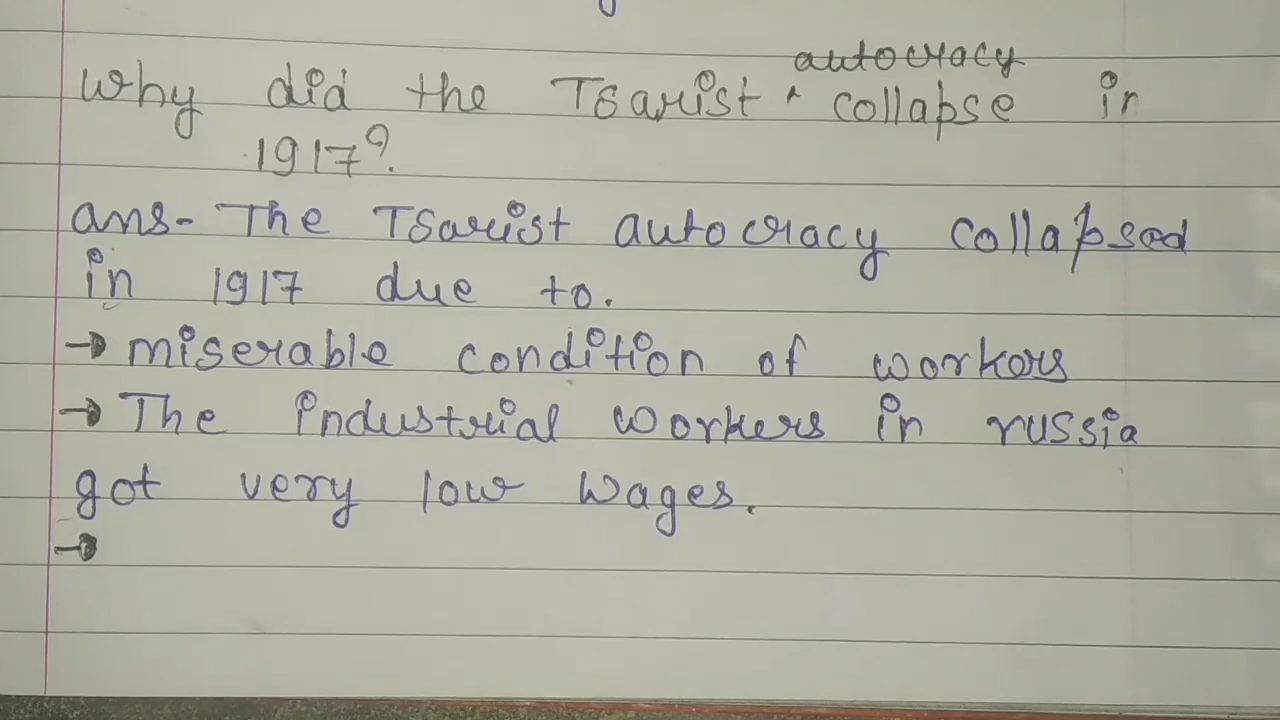 autocracy
Why did the Tsarist ^ collapse in
1917?
ans- The Tsarist autocracy collapsed
in 1917 due to.
→ miserable condition of workers
→ The industrial workers in russia
got very low wages.
→